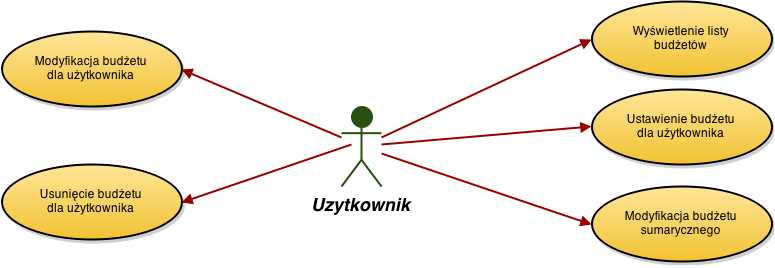 Modyfikacja budżetu
dla użytkownika
Usunięcie budżetu
dla użytkownika
Uzytkownik
Wyświetlenie listy
budżetów
Ustawienie budżetu
dla użytkownika
Modyfikacja budżetu
sumarycznego